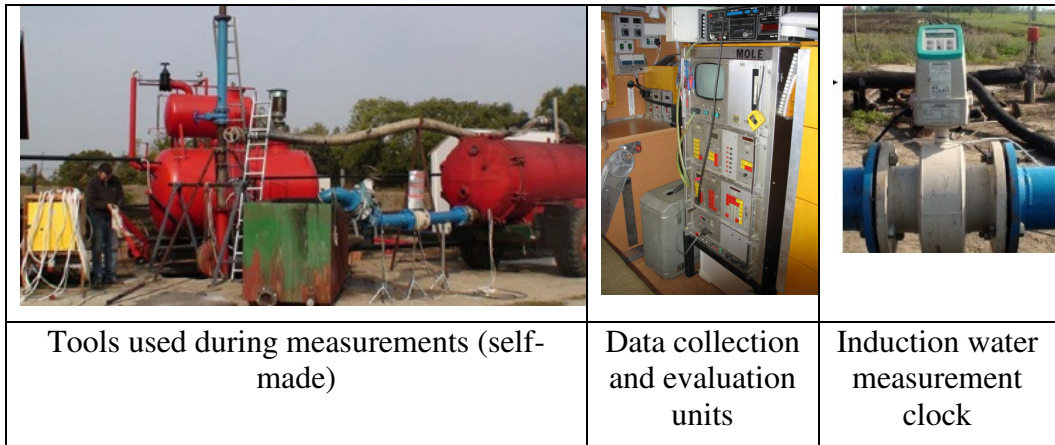 MOLE
Tools used during measurements (self-
made)
Data collection
and evaluation
units
Induction water
measurement
clock